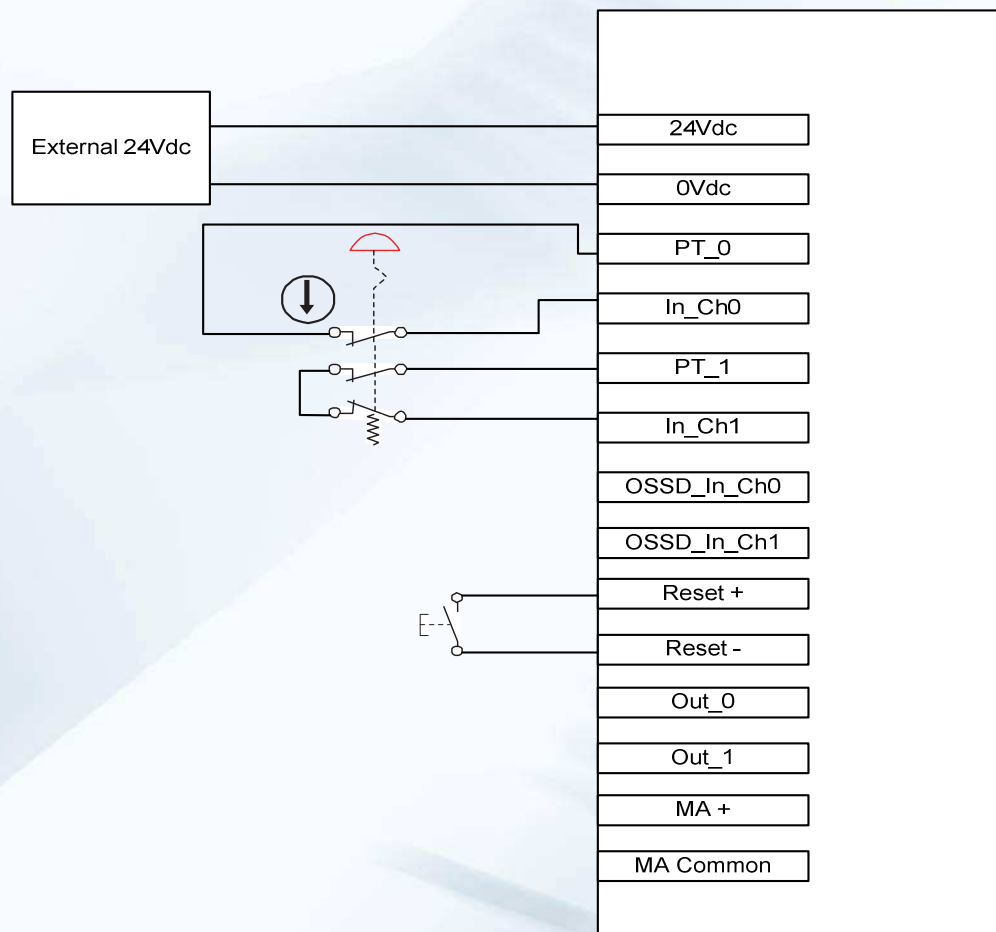 External 24Vdc
24Vdc
0Vdc
PT_0
In_Ch0
PT_1
In_Ch1
OSSD_In_Ch0
OSSD_In_Ch1
Reset +
Reset -
Out_0
Out_1
MA +
MA Common